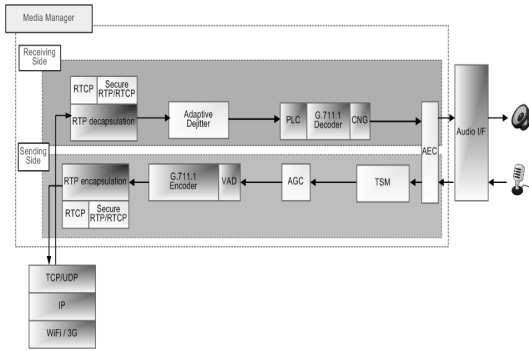 Media Manager
Receiving
Side
RTCP
Secure
RTP/RTCP
RTP decapsulation
Adaptive
Dejitter
PLC
G.711.1
Decoder
CNG
AEC
Audio I/F
Sending
Side
RTP encapsulation
RTCP
Secure
RTP/RTCP
G.711.1
Encoder
VAD
AGC
TSM
TCP/UDP
IP
WiFi / 3G